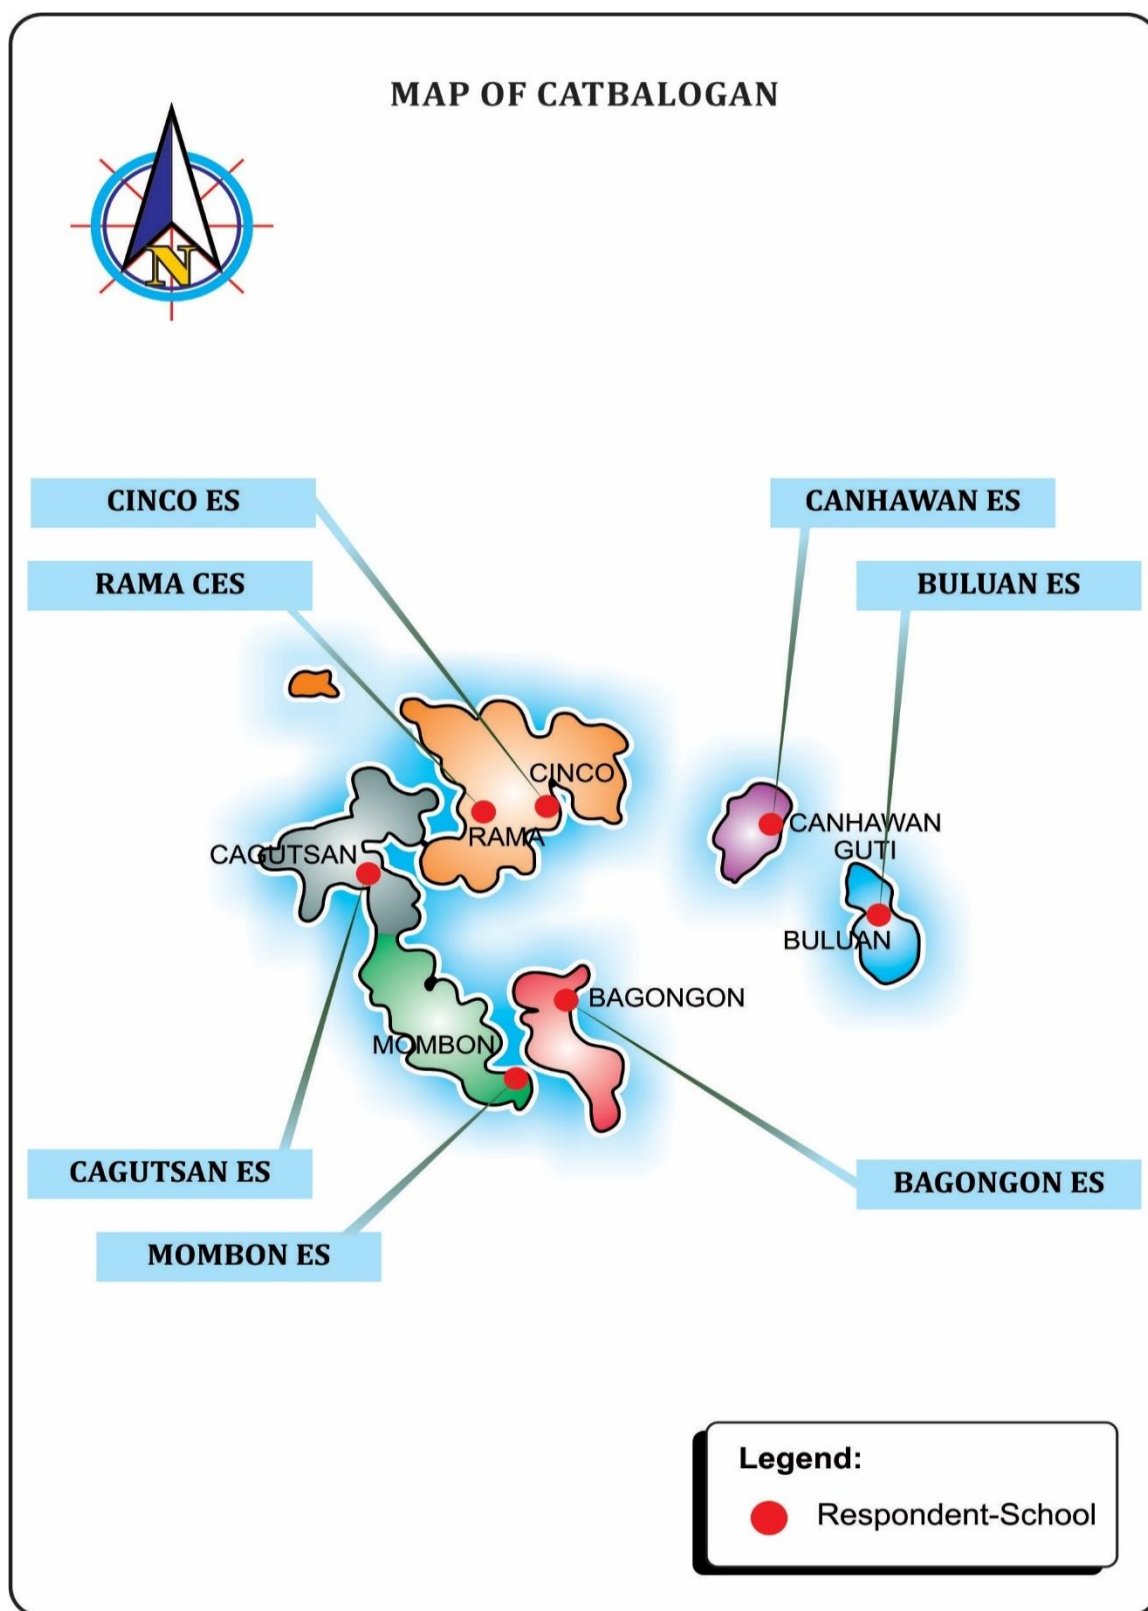 MAP OF CATBALOGAN
N
CINCO ES
CANHAWAN ES
RAMA CES
BULUAN ES
CINCO
RAMA
CANHAWAN
GUTI
CAGUTSAN
BULUAN
BAGONGON
MOMBON
CAGUTSAN ES
BAGONGON ES
MOMBON ES
Legend:
Respondent-School